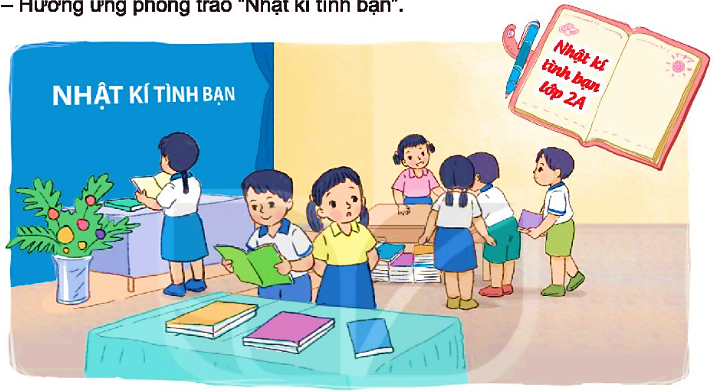 – Hưởng ứng phong trào "Nhật kí tình bạn".
NHẬT KÍ TÌNH BẠN
Nhật kí
tình bạn
lớp 2A